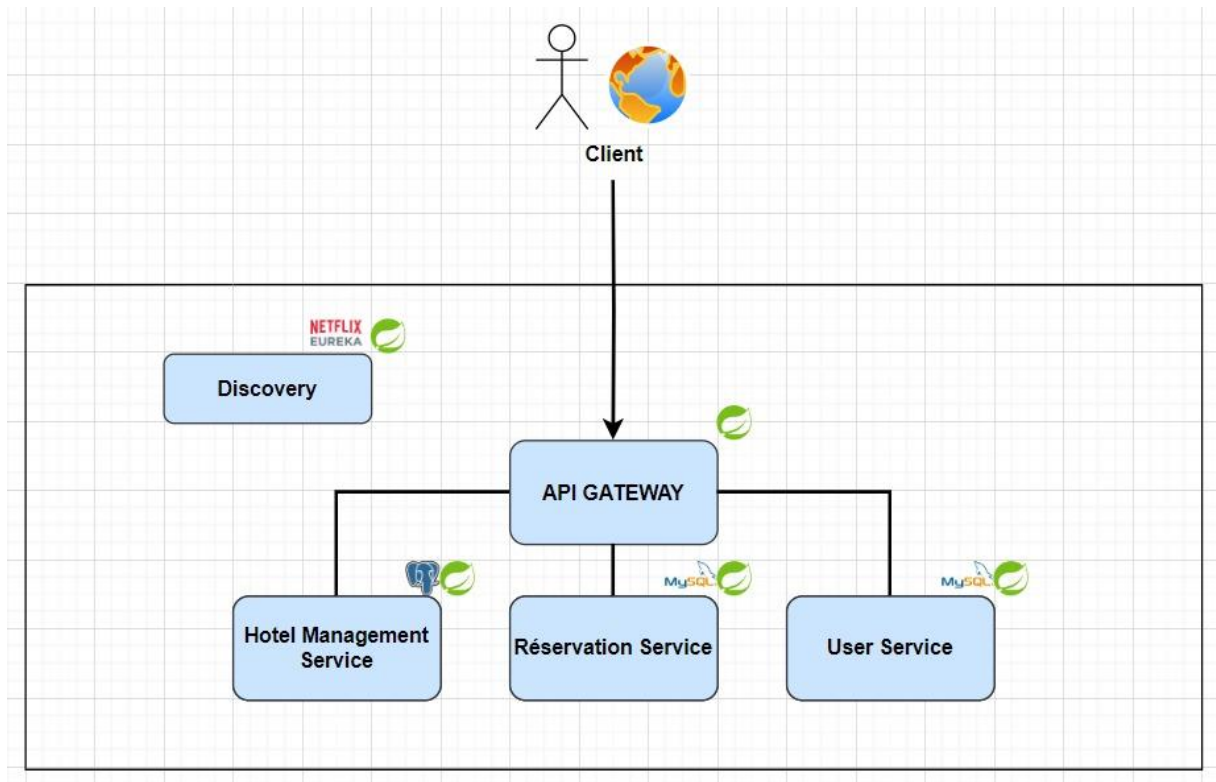 Client
NETFLIX
EUREKA
Discovery
API GATEWAY
MySQL
MySQL
Hotel Management
Service
Réservation Service
User Service